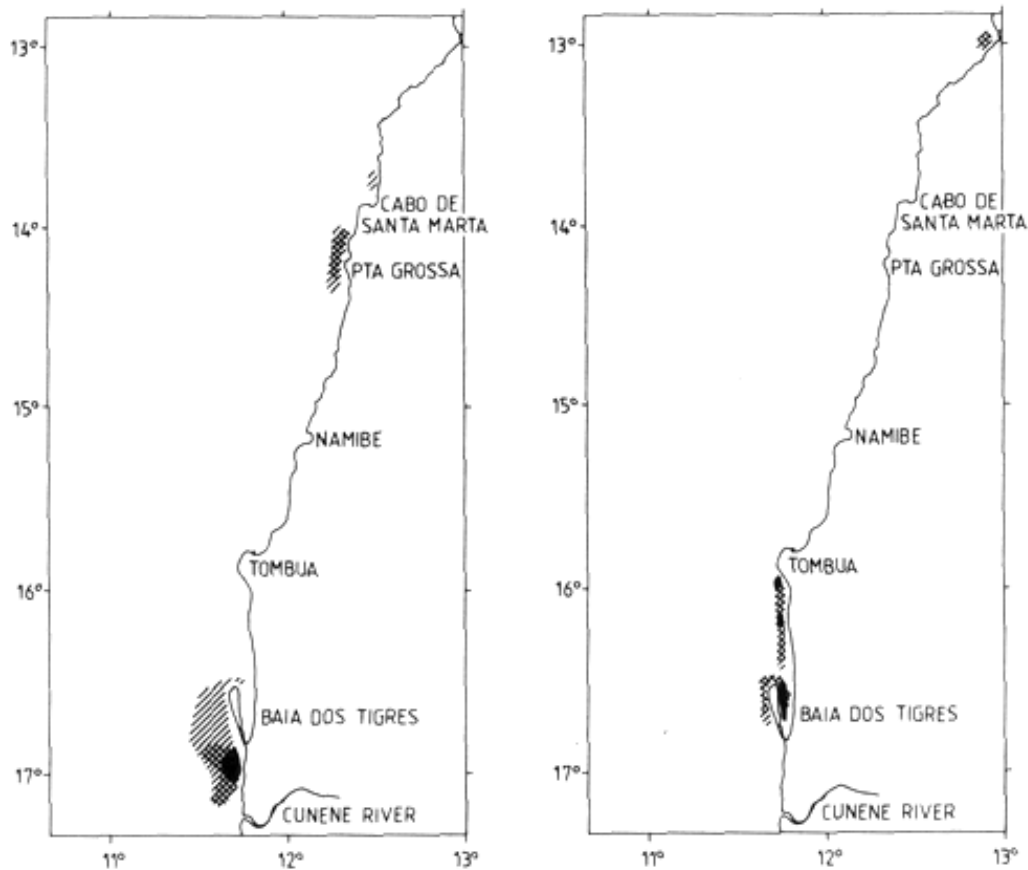 13°
CABO DE
SANTA MARTA
14°
PTA GROSSA
15°
NAMIBE
TOMBUA
16°
BAIA DOS TIGRES
17°
CUNENE RIVER
11°
12°
13°
13°
CABO DE
SANTA MARTA
14°
PTA GROSSA
15°
NAMIBE
TOMBUA
16°
BAIA DOS TIGRES
17°
CUNENE RIVER
11°
12°
13°